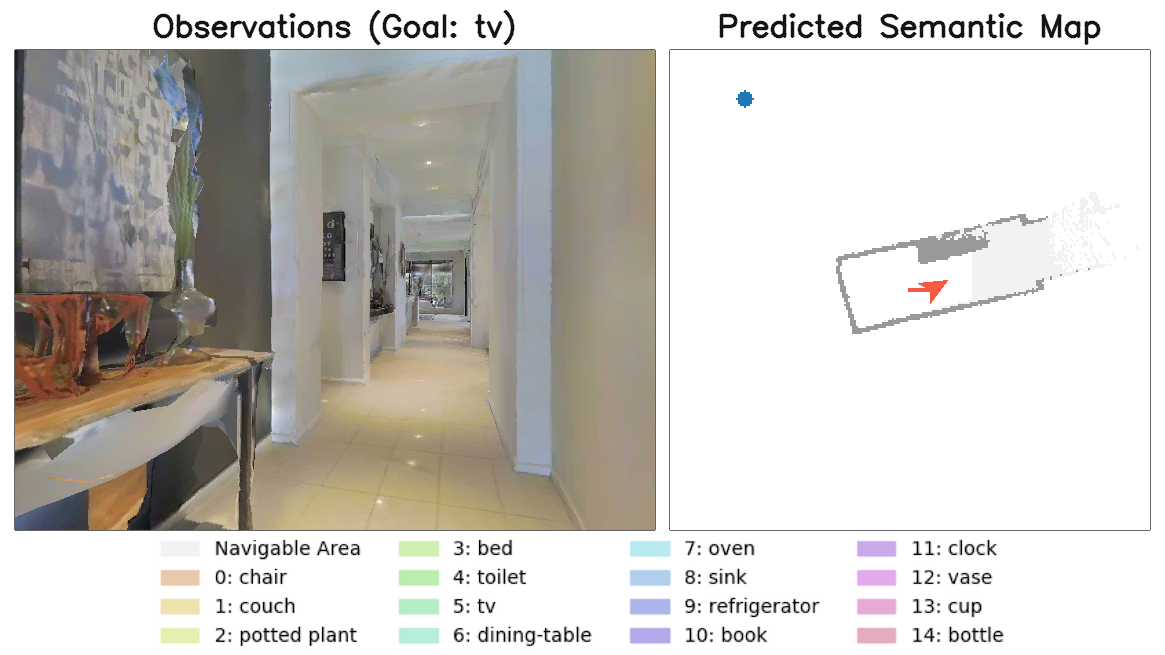 Observations (Goal: tv)
Predicted Semantic Map
Navigable Area
0: chair
1: couch
2: potted plant
3: bed
4: toilet
5: tv
6: dining-table
7: oven
8: sink
9: refrigerator
10: book
11: clock
12: vase
13: cup
14: bottle